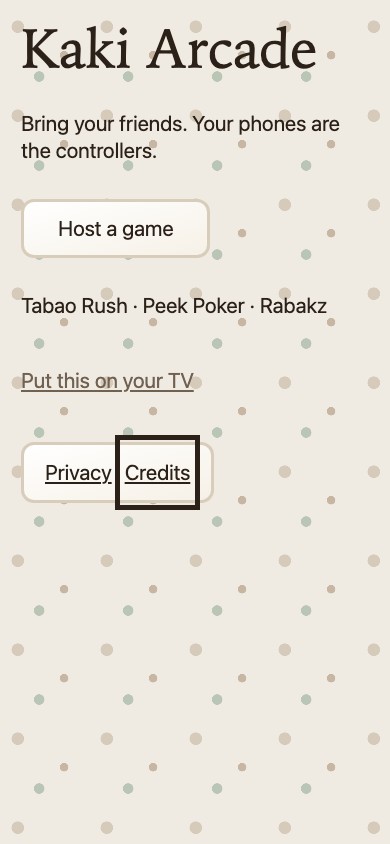 Kaki Arcade
Bring your friends. Your phones are
the controllers.
Host a game
Tabao Rush · Peek Poker · Rabakz
Put this on your TV
Privacy Credits